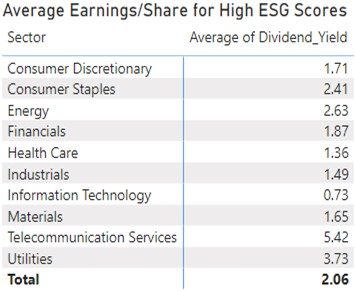 Average Earnings/Share for High ESG Scores
Sector Average of Dividend_Yield
Consumer Discretionary 1.71
Consumer Staples 2.41
Energy 2.63
Financials 1.87
Health Care 1.36
Industrials 1.49
Information Technology 0.73
Materials 1.65
Telecommunication Services 5.42
Utilities 3.73
Total 2.06